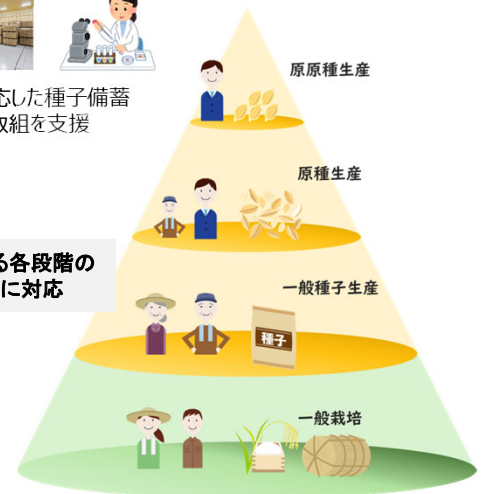 応した種子備蓄
取組を支援
原原種生産
原種生産
る各段階の
に対応
一般種子生産
種子
一般栽培